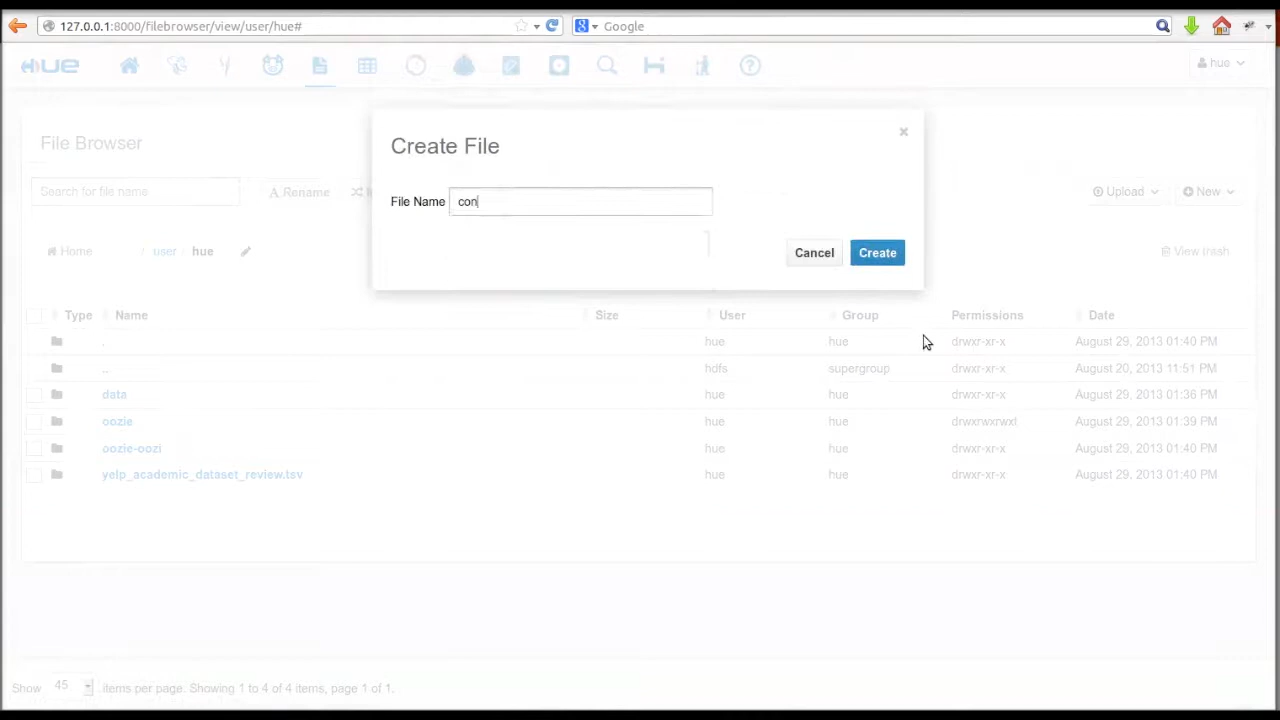 127.0.0.1:8000/filebrowser/view/user/hue# Google
HUE hue
Create File
File Name con
Cancel Create
File Browser
Search for file name Rename Upload New
Home / user / hue
Type Name Size User Group Permissions Date
. hue hue drwxr-xr-x August 29, 2013 01:40 PM
.. hdfs supergroup drwxr-xr-x August 20, 2013 11:51 PM
data hue hue drwxr-xr-x August 29, 2013 01:36 PM
oozie hue hue drwxrwxrwxt August 29, 2013 01:39 PM
oozie-oozi hue hue drwxr-xr-x August 29, 2013 01:40 PM
yelp_academic_dataset_review.tsv hue hue drwxr-xr-x August 29, 2013 01:40 PM
Show 45 items per page. Showing 1 to 4 of 4 items, page 1 of 1.